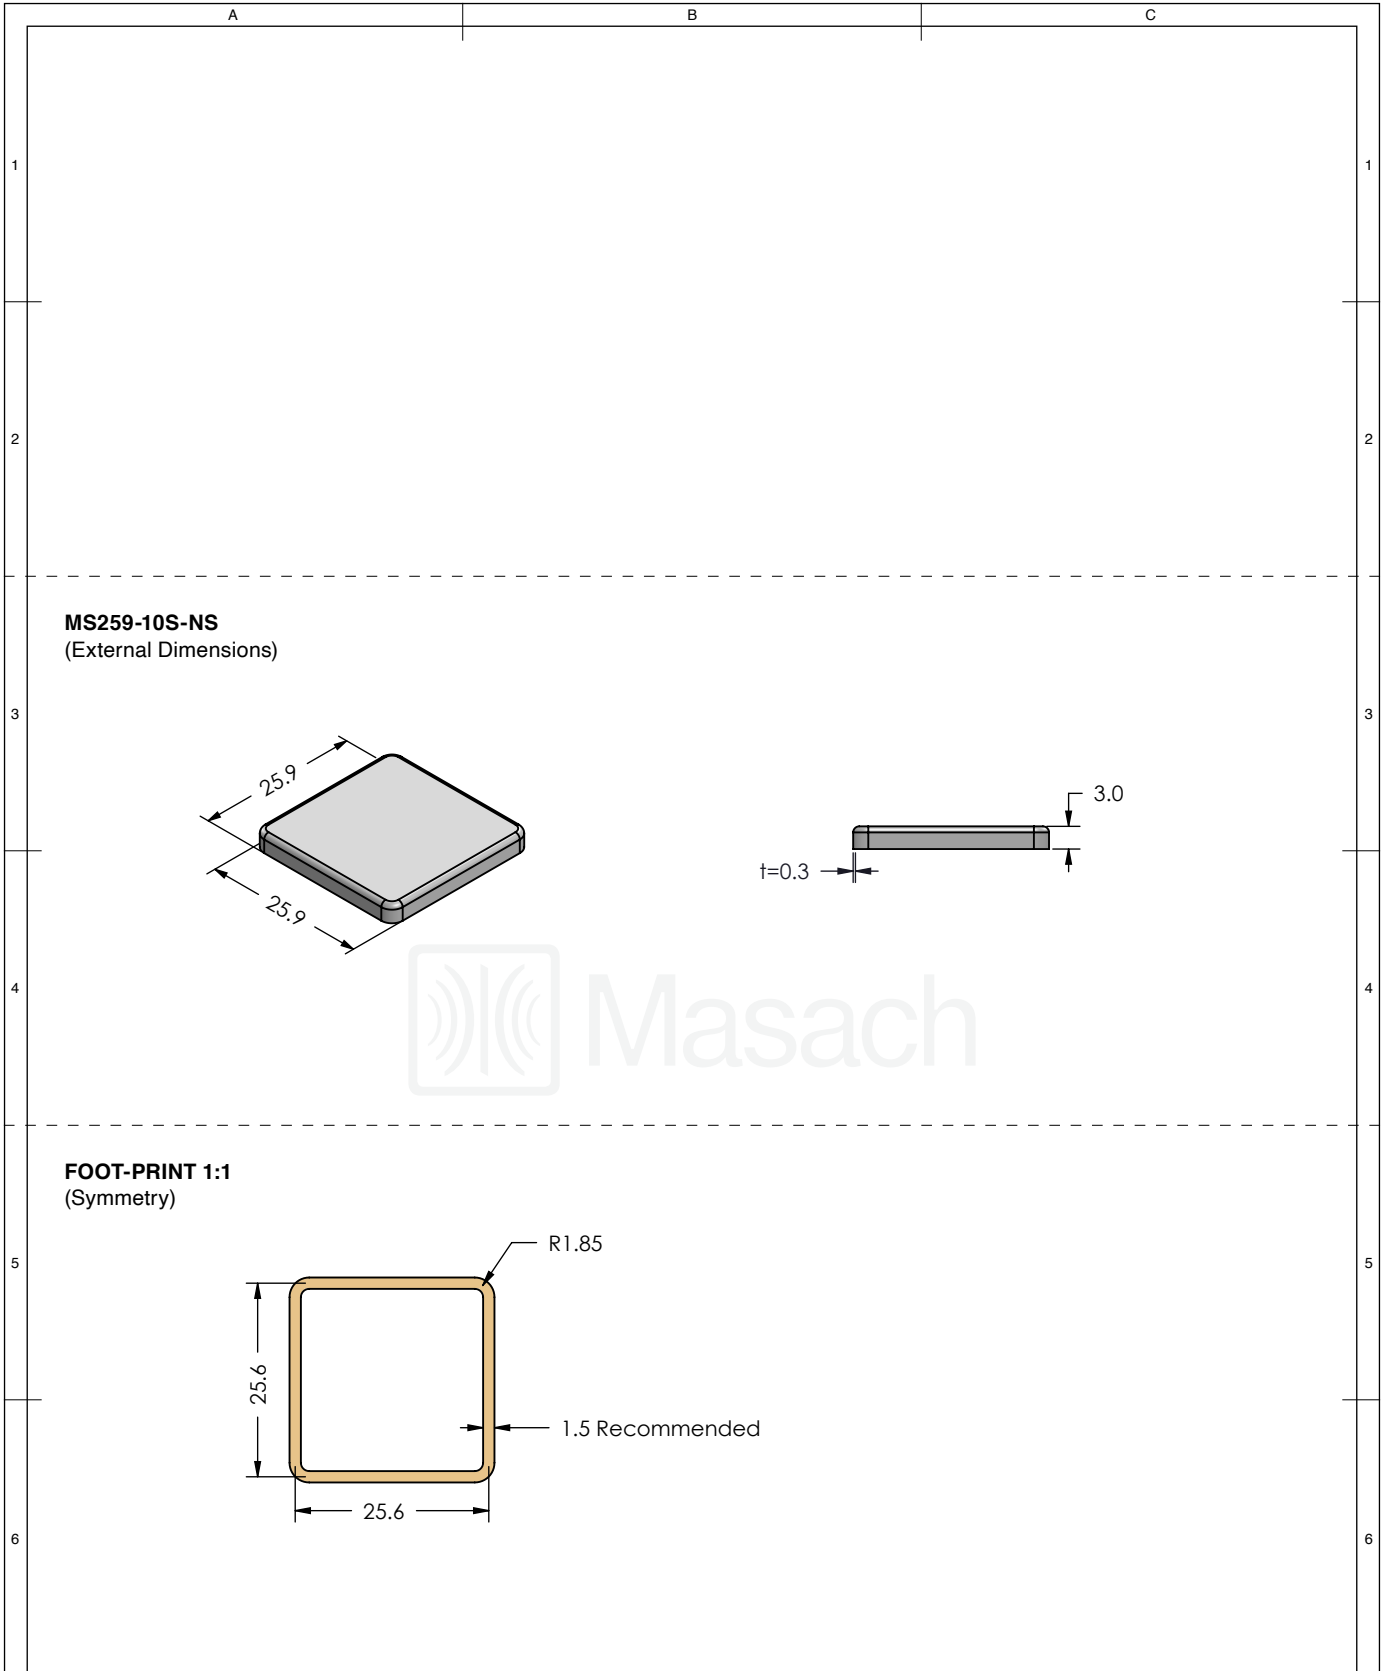 A B C
1 1
2 2
MS259-10S-NS
(External Dimensions)
3 3
25.9
3.0
t=0.3
25.9
4 4
Masach
FOOT-PRINT 1:1
(Symmetry)
R1.85
5 5
25.6
1.5 Recommended
25.6
6 6